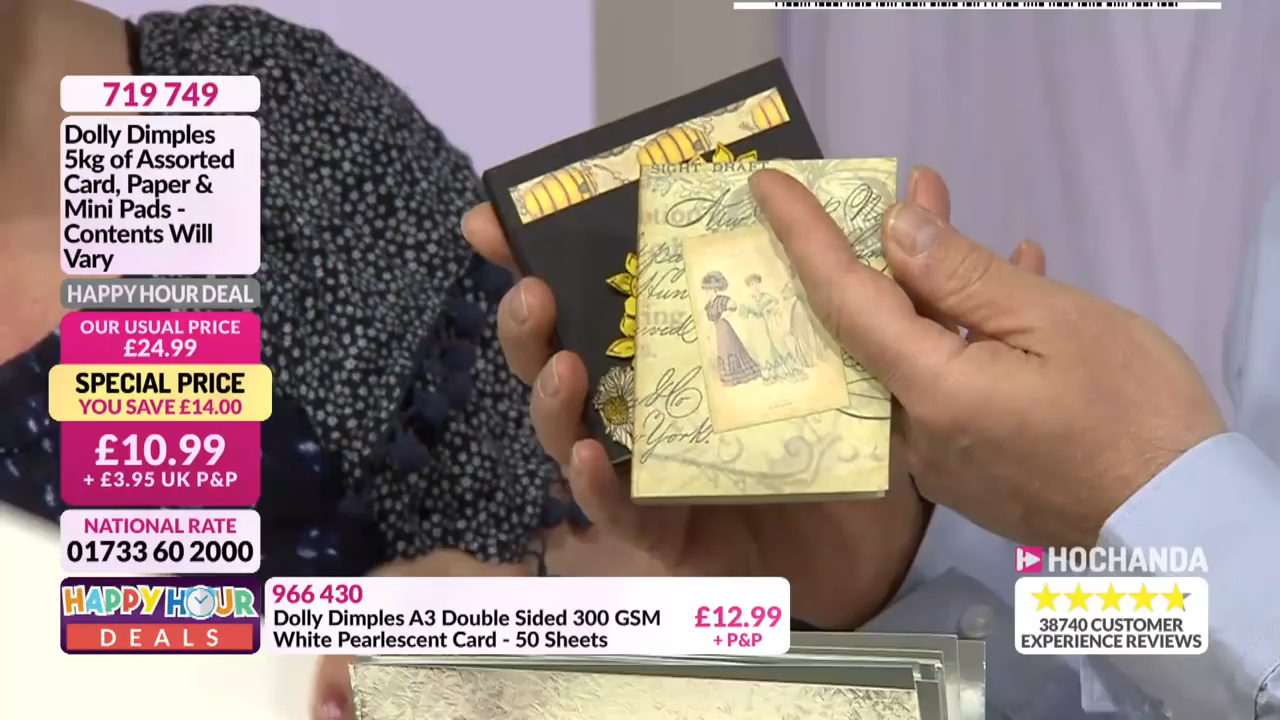 719 749
Dolly Dimples
5kg of Assorted
Card, Paper &
Mini Pads -
Contents Will
Vary
HAPPY HOUR DEAL
OUR USUAL PRICE
£24.99
SPECIAL PRICE
YOU SAVE £14.00
£10.99
+ £3.95 UK P&P
NATIONAL RATE
01733 60 2000
HAPPY HOUR
DEALS
966 430
Dolly Dimples A3 Double Sided 300 GSM
White Pearlescent Card - 50 Sheets
£12.99
+ P&P
SIGHT DRAFT
York.
HOCHANDA
38740 CUSTOMER
EXPERIENCE REVIEWS